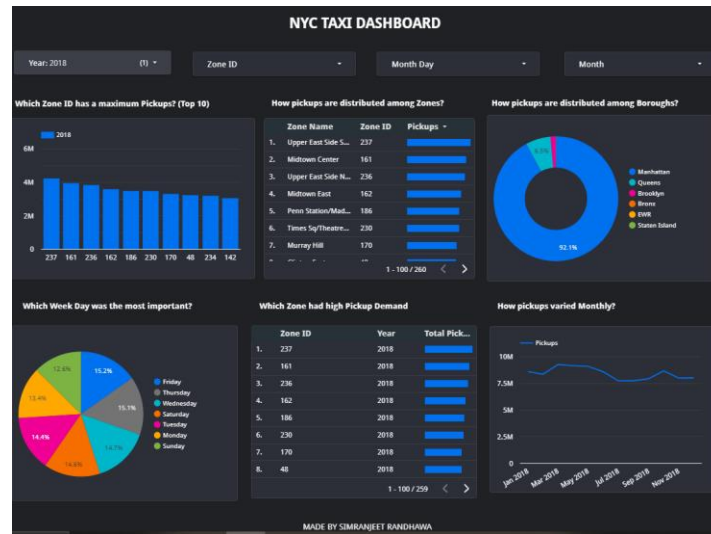 NYC TAXI DASHBOARD
Year: 2018 (1)
Zone ID
Month Day
Month
Which Zone ID has a maximum Pickups? (Top 10)
2018
6M
4M
2M
0
237 161 236 162 186 230 170 48 234 142
How pickups are distributed among Zones?
Zone Name Zone ID Pickups
1. Upper East Side S... 237
2. Midtown Center 161
3. Upper East Side N... 236
4. Midtown East 162
5. Penn Station/Mad... 186
6. Times Sq/Theatre... 230
7. Murray Hill 170
1 - 100 / 260
How pickups are distributed among Boroughs?
92.1%
Manhattan
Queens
Brooklyn
Bronx
EWR
Staten Island
Which Week Day was the most important?
15.2%
15.1%
14.7%
14.6%
14.4%
13.4%
12.6%
Friday
Thursday
Wednesday
Saturday
Tuesday
Monday
Sunday
Which Zone had high Pickup Demand
Zone ID Year Total Pick...
1. 237 2018
2. 161 2018
3. 236 2018
4. 162 2018
5. 186 2018
6. 230 2018
7. 170 2018
8. 48 2018
1 - 100 / 259
How pickups varied Monthly?
Pickups
10M
7.5M
5M
2.5M
0
Jan 2018 Mar 2018 May 2018 Jul 2018 Sep 2018 Nov 2018
MADE BY SIMRANJEET RANDHAWA